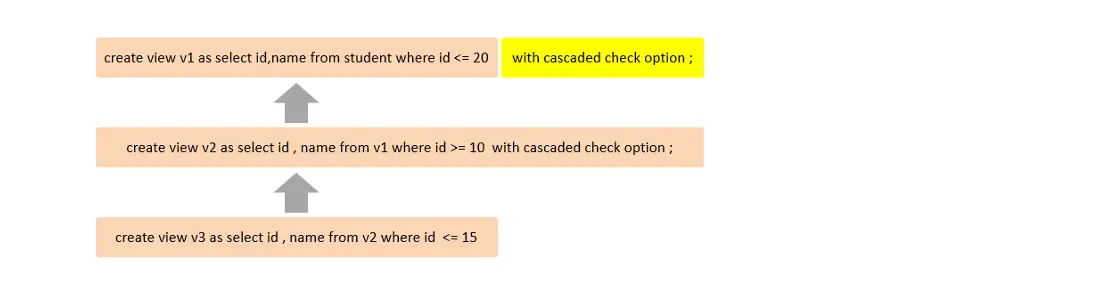 create view v1 as select id,name from student where id <= 20 with cascaded check option ;
create view v2 as select id , name from v1 where id >= 10 with cascaded check option ;
create view v3 as select id , name from v2 where id <= 15